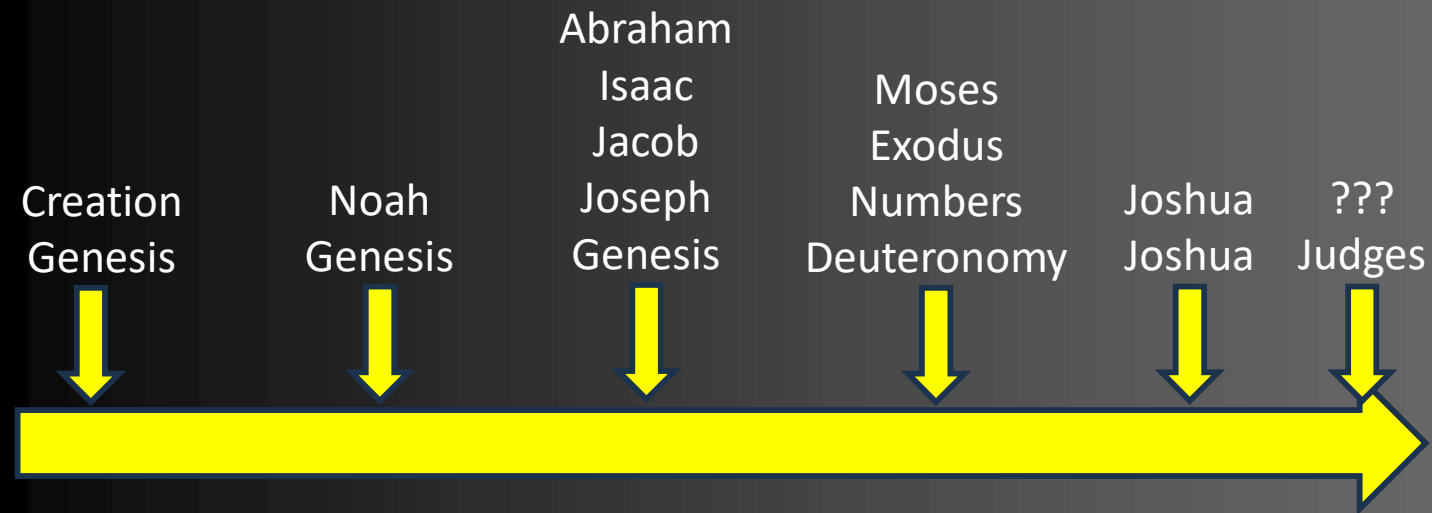 Creation
Genesis
Noah
Genesis
Abraham
Isaac
Jacob
Joseph
Genesis
Moses
Exodus
Numbers
Deuteronomy
Joshua
Joshua
???
Judges